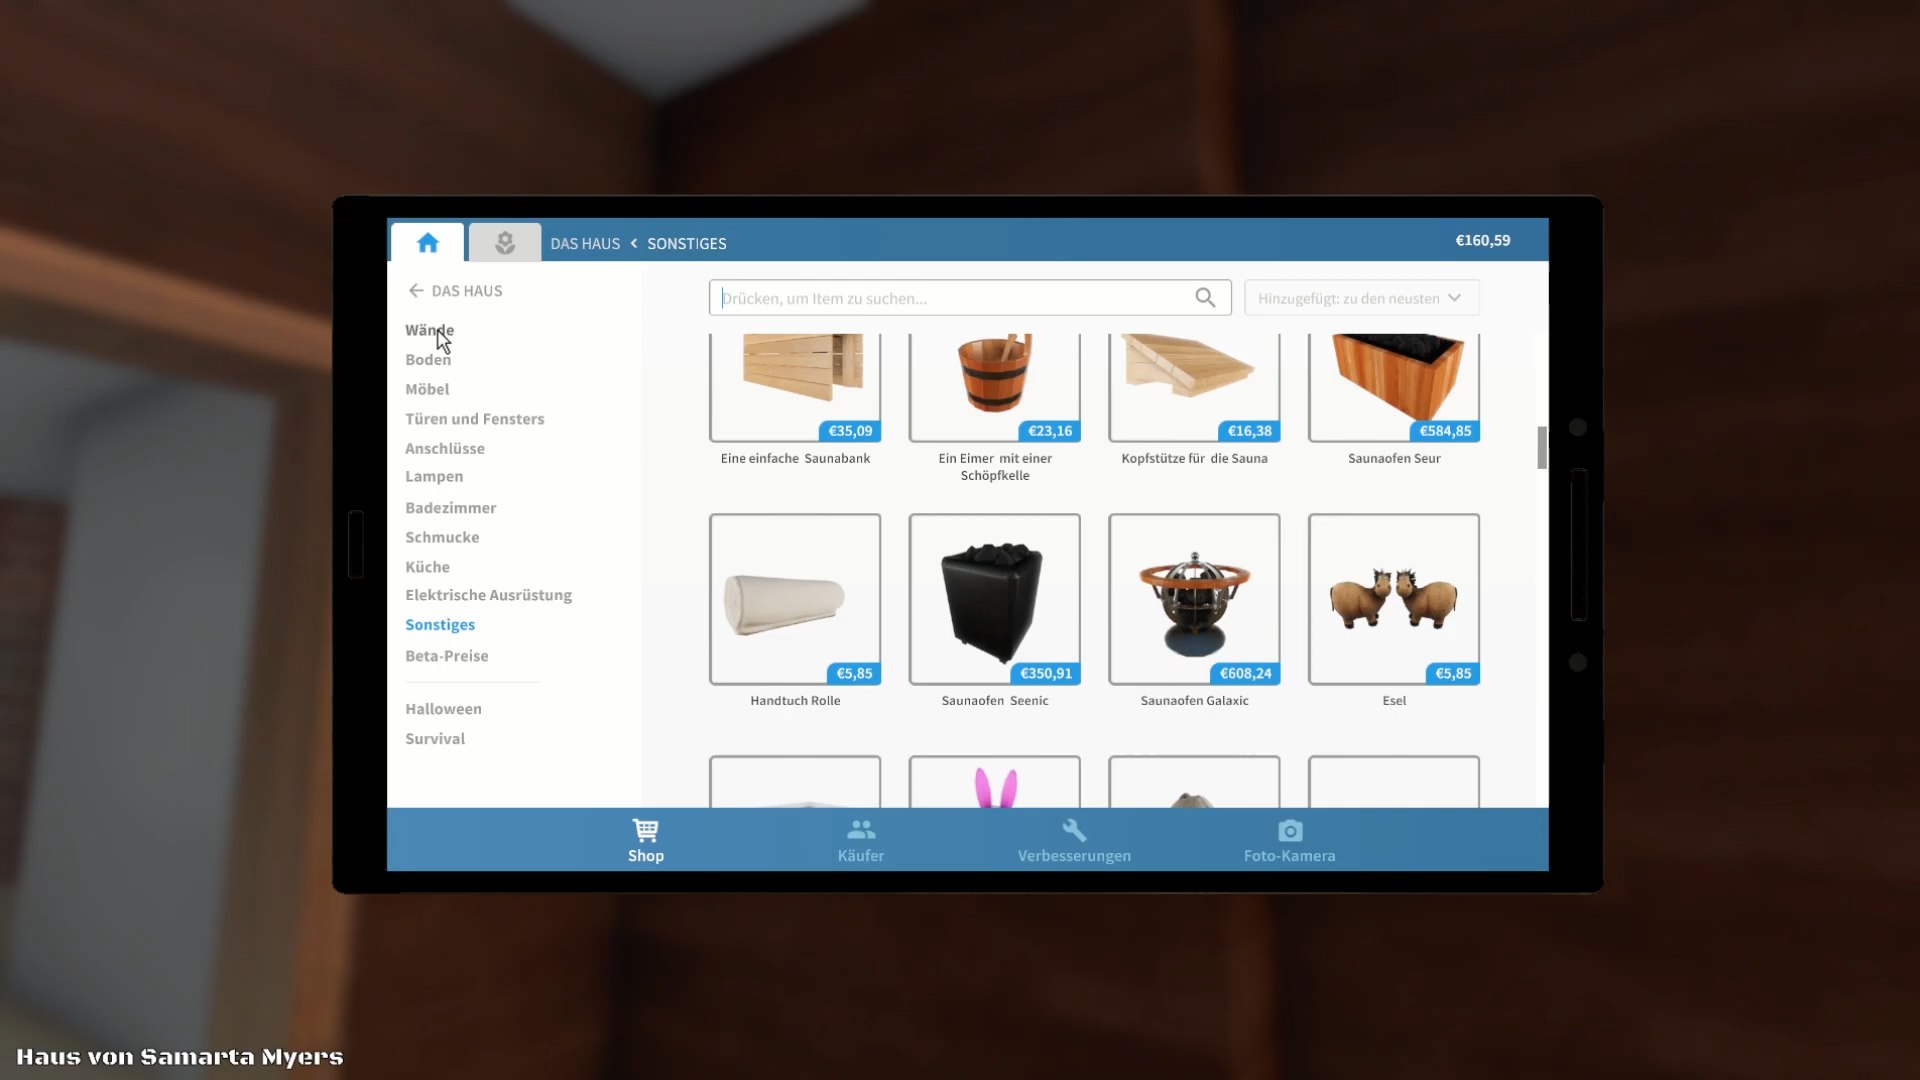 DAS HAUS < SONSTIGES
€160,59
← DAS HAUS
Wände
Boden
Möbel
Türen und Fensters
Anschlüsse
Lampen
Badezimmer
Schmucke
Küche
Elektrische Ausrüstung
Sonstiges
Beta-Preise
Halloween
Survival
Drücken, um Item zu suchen...
Hinzugefügt: zu den neusten
€35,09
€23,16
€16,38
€584,85
Eine einfache Saunabank
Ein Eimer mit einer
Schöpfkelle
Kopfstütze für die Sauna
Saunaofen Seur
€5,85
€350,91
€608,24
€5,85
Handtuch Rolle
Saunaofen Seenic
Saunaofen Galaxic
Esel
Shop
Käufer
Verbesserungen
Foto-Kamera
Haus von Samarta Myers